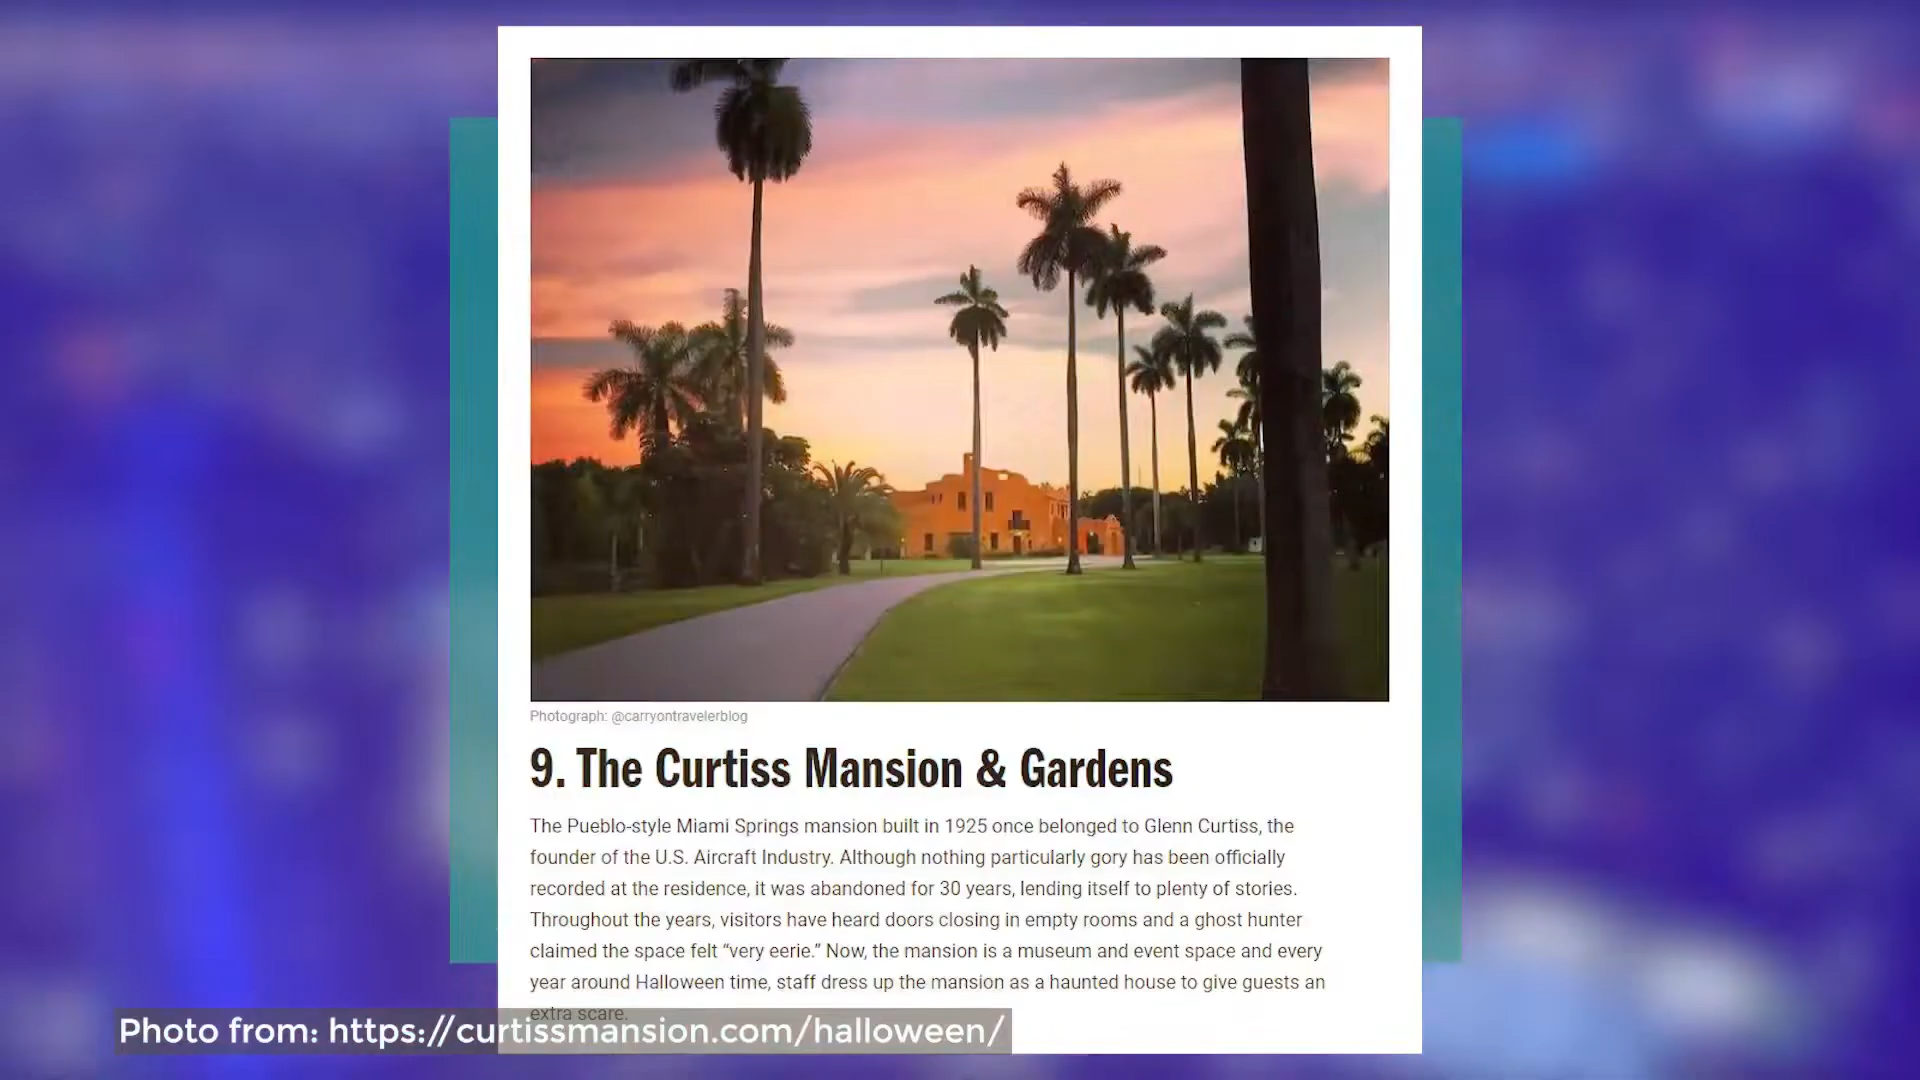 Photograph: @carryontravelerblog
9. The Curtiss Mansion & Gardens
The Pueblo-style Miami Springs mansion built in 1925 once belonged to Glenn Curtiss, the
founder of the U.S. Aircraft Industry. Although nothing particularly gory has been officially
recorded at the residence, it was abandoned for 30 years, lending itself to plenty of stories.
Throughout the years, visitors have heard doors closing in empty rooms and a ghost hunter
claimed the space felt “very eerie.” Now, the mansion is a museum and event space and every
year around Halloween time, staff dress up the mansion as a haunted house to give guests an
extra scare.
Photo from: https://curtissmansion.com/halloween/